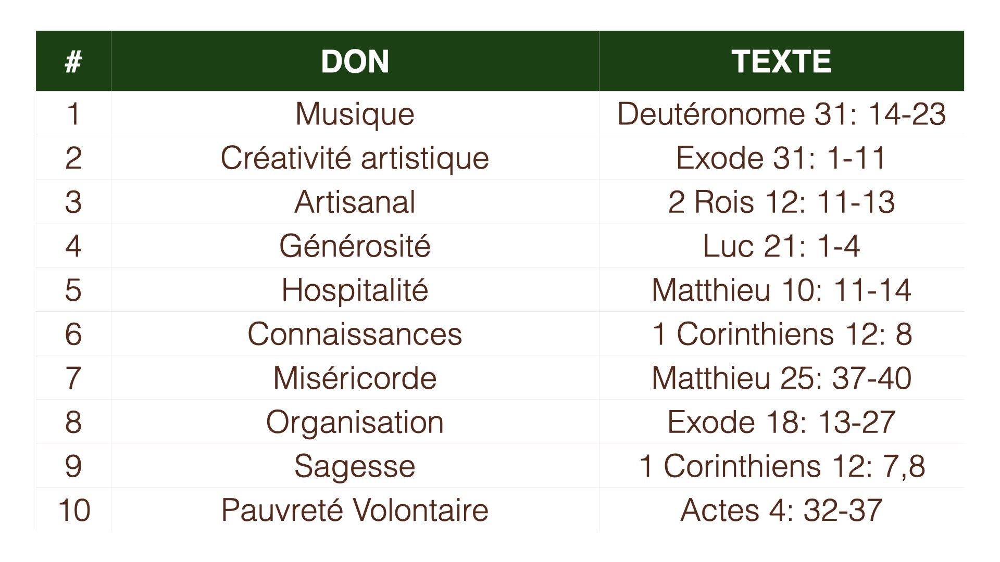 # DON TEXTE
1 Musique Deutéronome 31: 14-23
2 Créativité artistique Exode 31: 1-11
3 Artisanal 2 Rois 12: 11-13
4 Générosité Luc 21: 1-4
5 Hospitalité Matthieu 10: 11-14
6 Connaissances 1 Corinthiens 12: 8
7 Miséricorde Matthieu 25: 37-40
8 Organisation Exode 18: 13-27
9 Sagesse 1 Corinthiens 12: 7,8
10 Pauvreté Volontaire Actes 4: 32-37